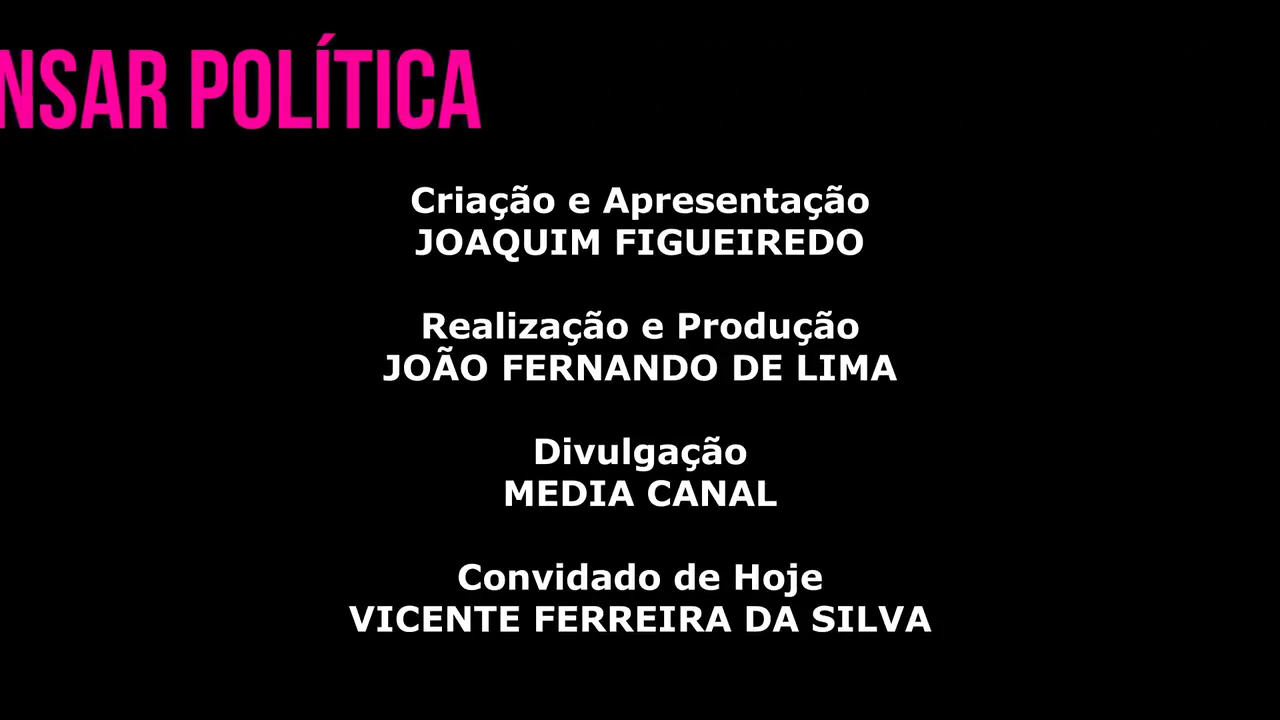 NSAR POLÍTICA
Criação e Apresentação
JOAQUIM FIGUEIREDO
Realização e Produção
JOÃO FERNANDO DE LIMA
Divulgação
MEDIA CANAL
Convidado de Hoje
VICENTE FERREIRA DA SILVA